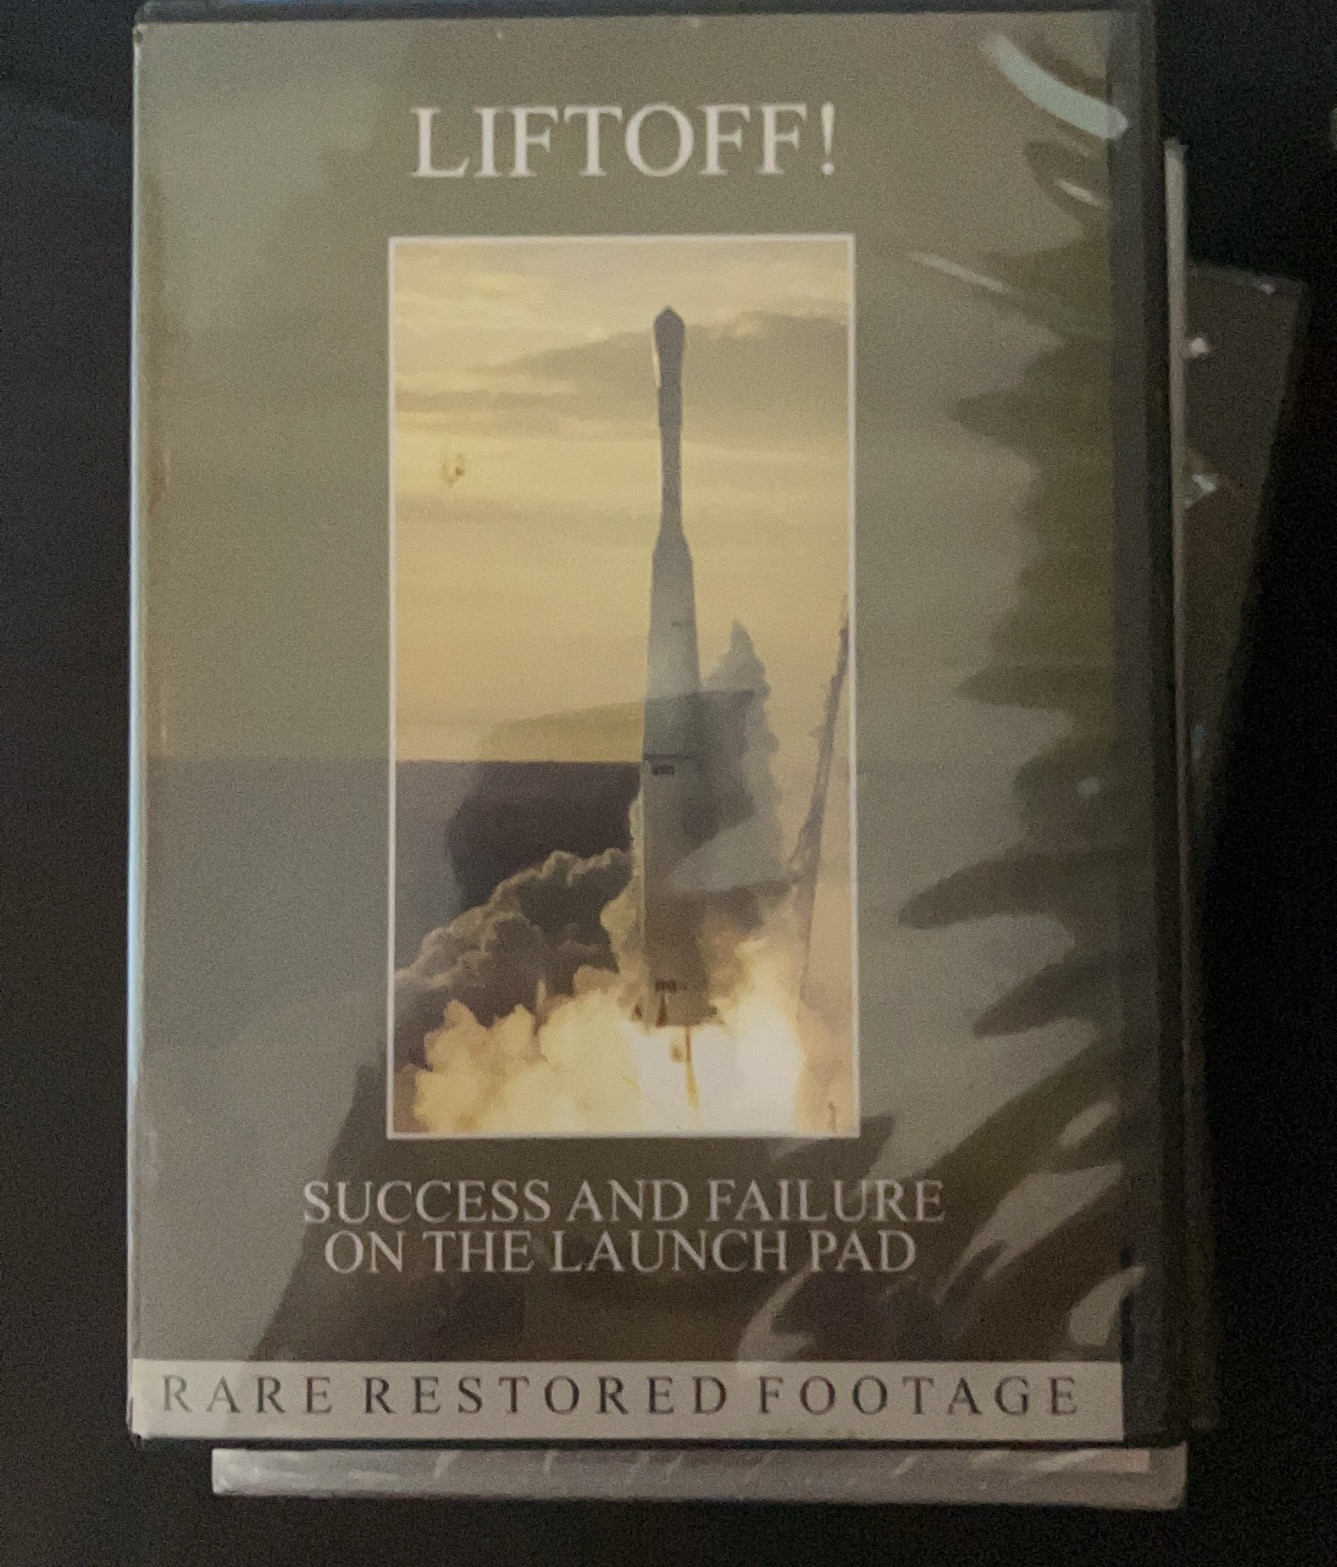 LIFTOFF!
SUCCESS AND FAILURE
ON THE LAUNCH PAD
RARE RESTORED FOOTAGE